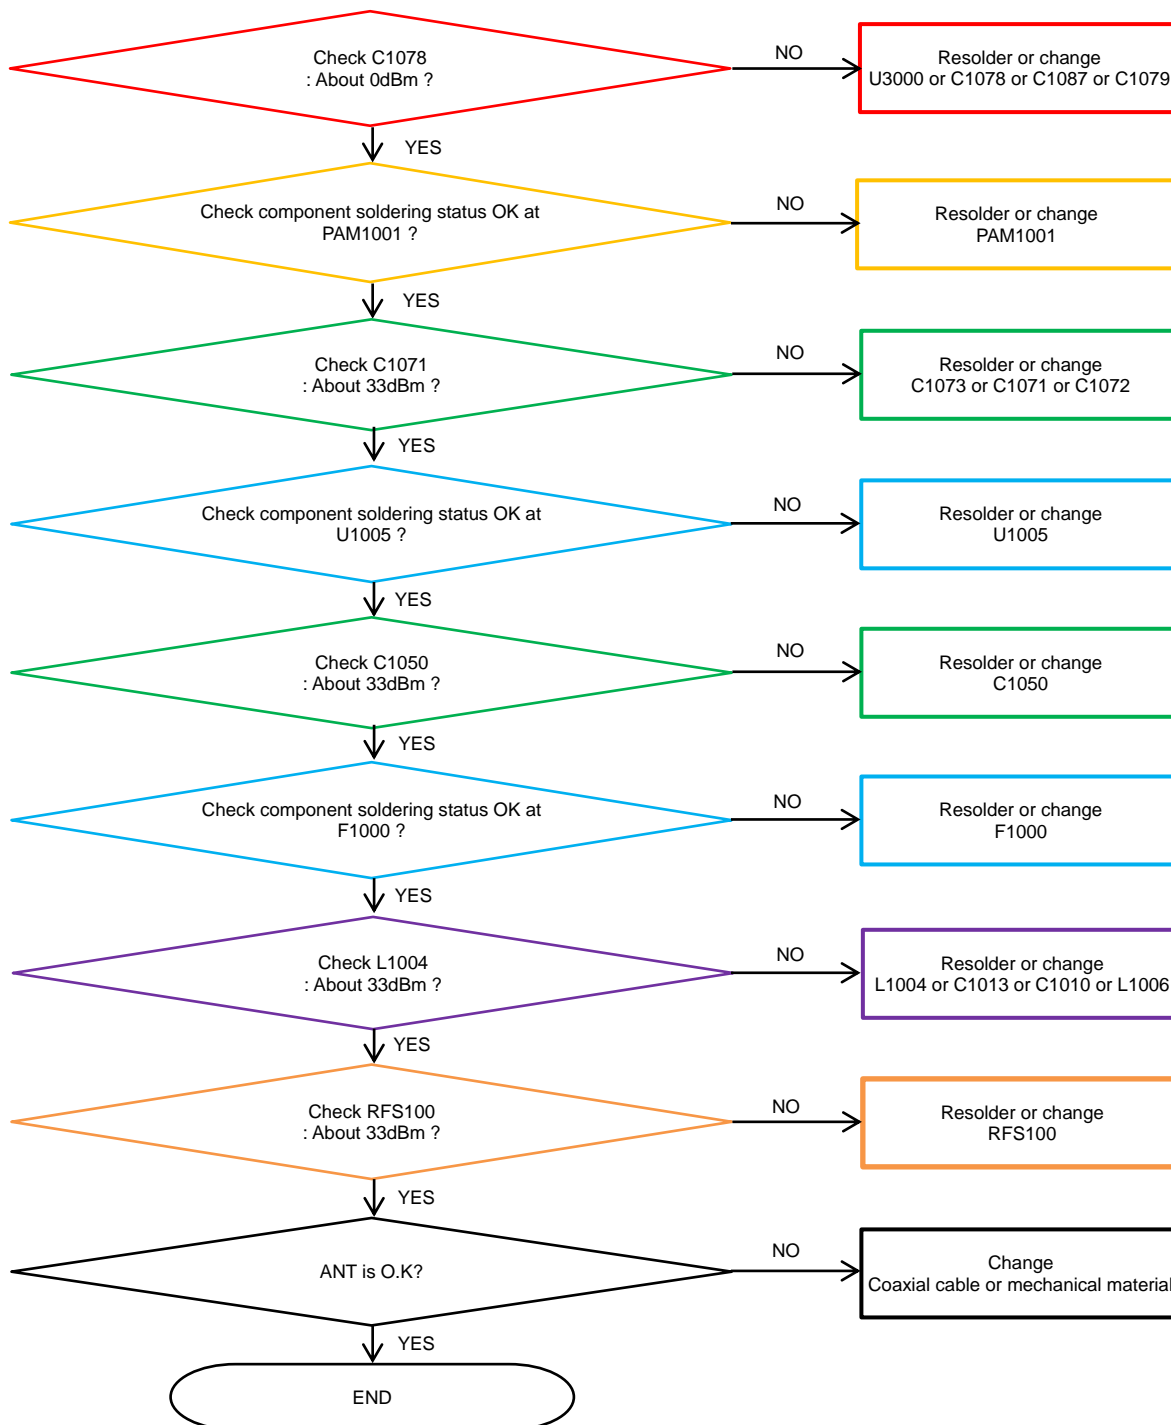 Check C1078
: About 0dBm ?
NO
Resolder or change
U3000 or C1078 or C1087 or C1079
YES
Check component soldering status OK at
PAM1001 ?
NO
Resolder or change
PAM1001
YES
Check C1071
: About 33dBm ?
NO
Resolder or change
C1073 or C1071 or C1072
YES
Check component soldering status OK at
U1005 ?
NO
Resolder or change
U1005
YES
Check C1050
: About 33dBm ?
NO
Resolder or change
C1050
YES
Check component soldering status OK at
F1000 ?
NO
Resolder or change
F1000
YES
Check L1004
: About 33dBm ?
NO
Resolder or change
L1004 or C1013 or C1010 or L1006
YES
Check RFS100
: About 33dBm ?
NO
Resolder or change
RFS100
YES
ANT is O.K?
NO
Change
Coaxial cable or mechanical material
YES
END